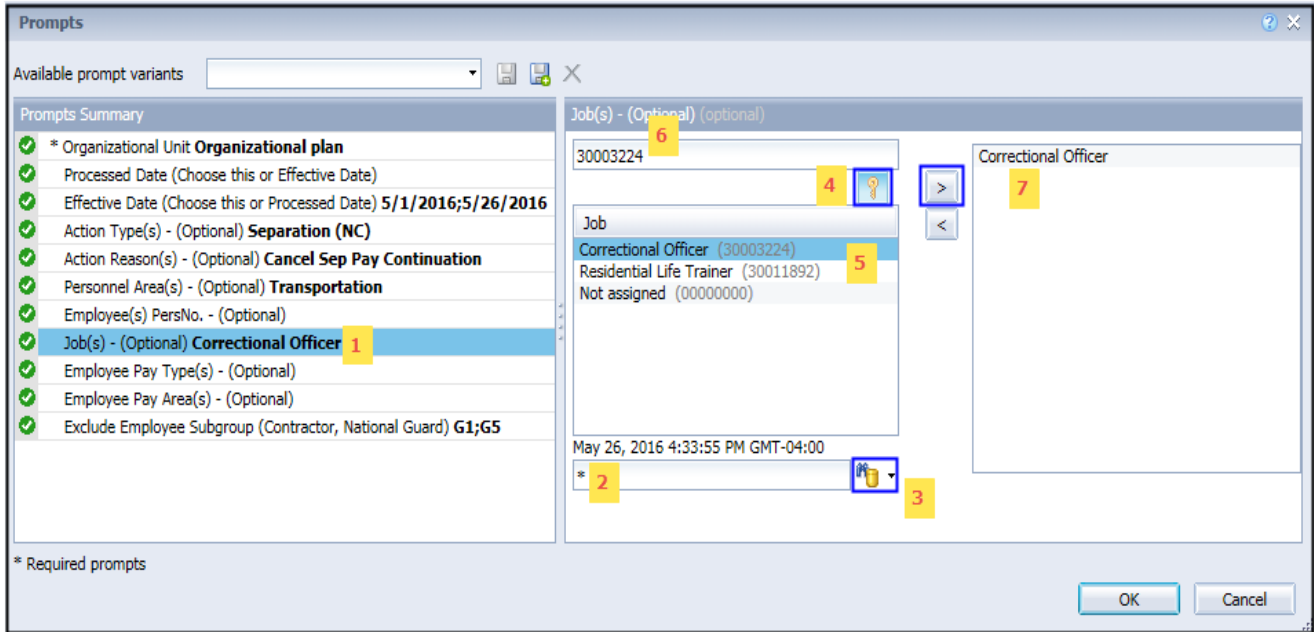 Prompts
Available prompt variants
Prompts Summary
* Organizational Unit Organizational plan
Processed Date (Choose this or Effective Date)
Effective Date (Choose this or Processed Date) 5/1/2016;5/26/2016
Action Type(s) - (Optional) Separation (NC)
Action Reason(s) - (Optional) Cancel Sep Pay Continuation
Personnel Area(s) - (Optional) Transportation
Employee(s) PersNo. - (Optional)
Job(s) - (Optional) Correctional Officer 1
Employee Pay Type(s) - (Optional)
Employee Pay Area(s) - (Optional)
Exclude Employee Subgroup (Contractor, National Guard) G1;G5
Job(s) - (Optional) (optional)
6
30003224
4
>
<
Job
Correctional Officer (30003224)
5
Residential Life Trainer (30011892)
Not assigned (00000000)
May 26, 2016 4:33:55 PM GMT-04:00
* 2
3
Correctional Officer
7
* Required prompts
OK
Cancel